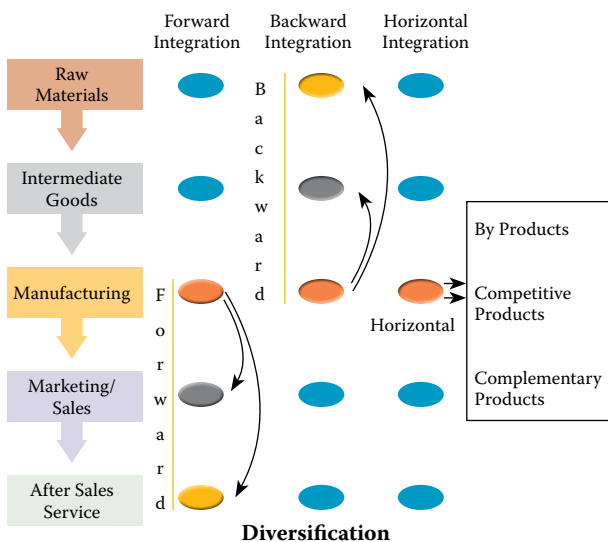 Forward
Integration
Backward
Integration
Horizontal
Integration
Raw
Materials
Intermediate
Goods
Manufacturing
Marketing/
Sales
After Sales
Service
F
o
r
w
a
r
d
B
a
c
k
w
a
r
d
Horizontal
By Products
Competitive
Products
Complementary
Products
Diversification